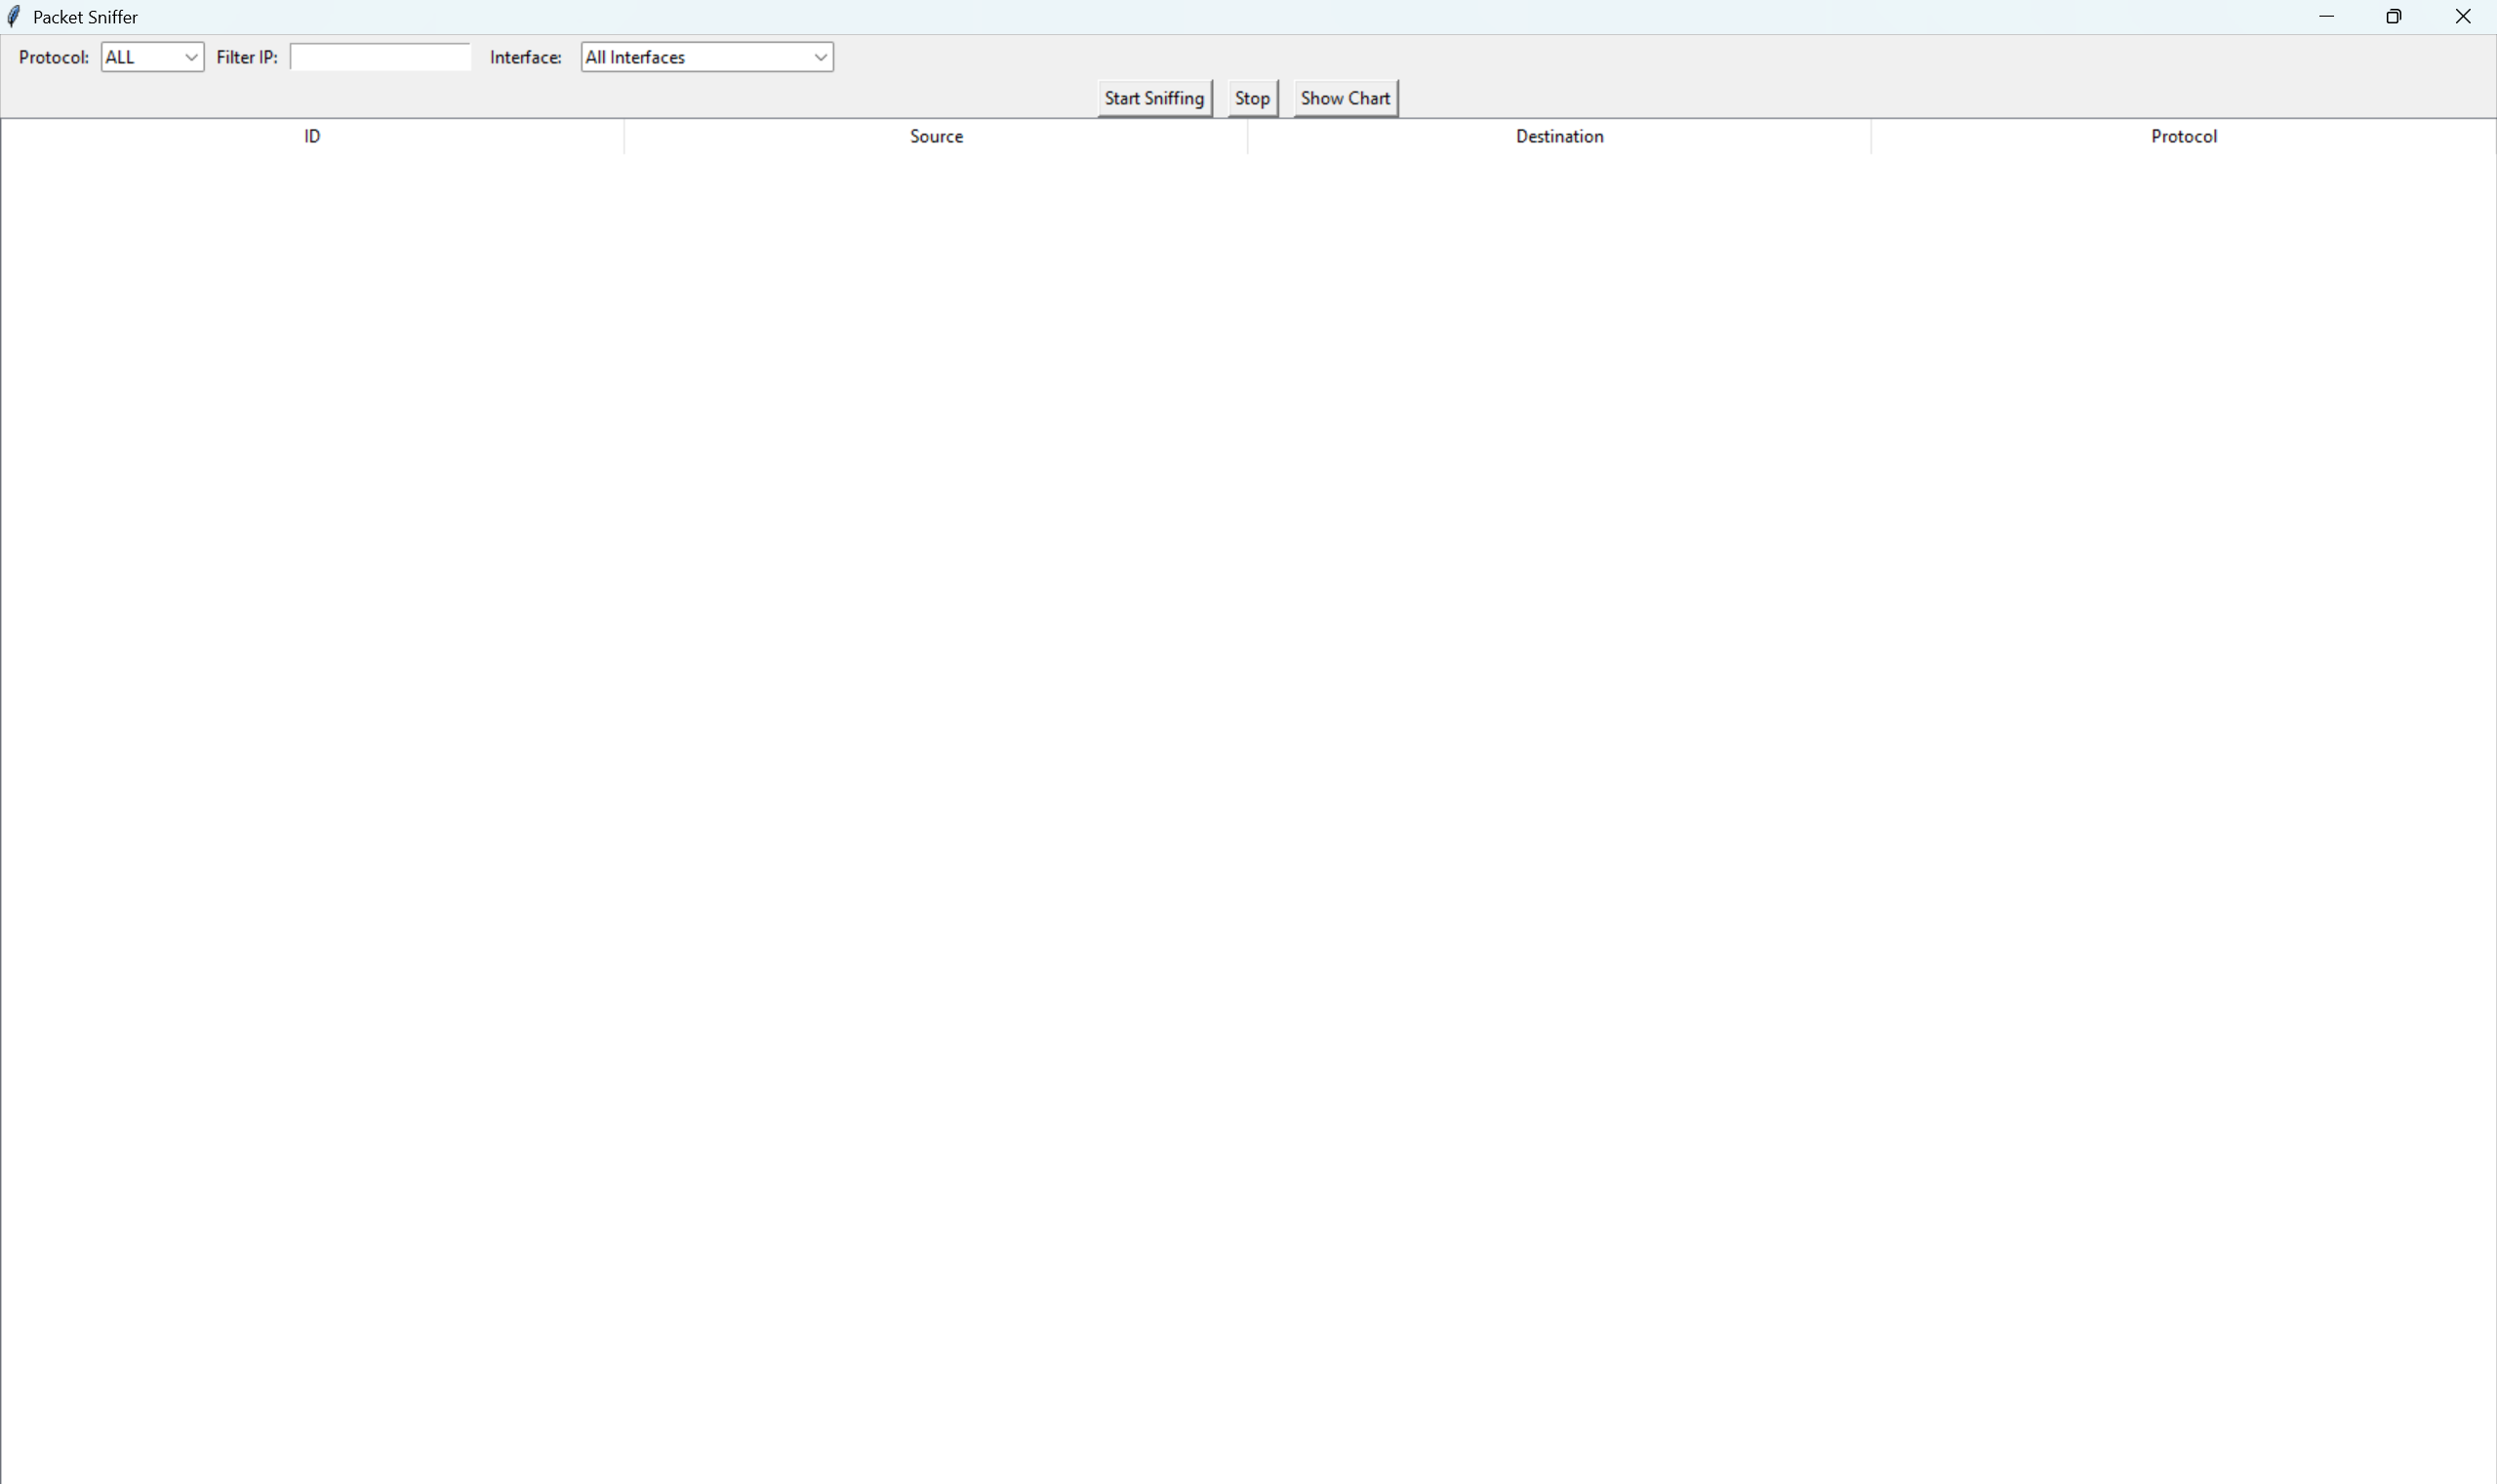 Packet Sniffer
Protocol: ALL Filter IP: Interface: All Interfaces
Start Sniffing Stop Show Chart
ID Source Destination Protocol